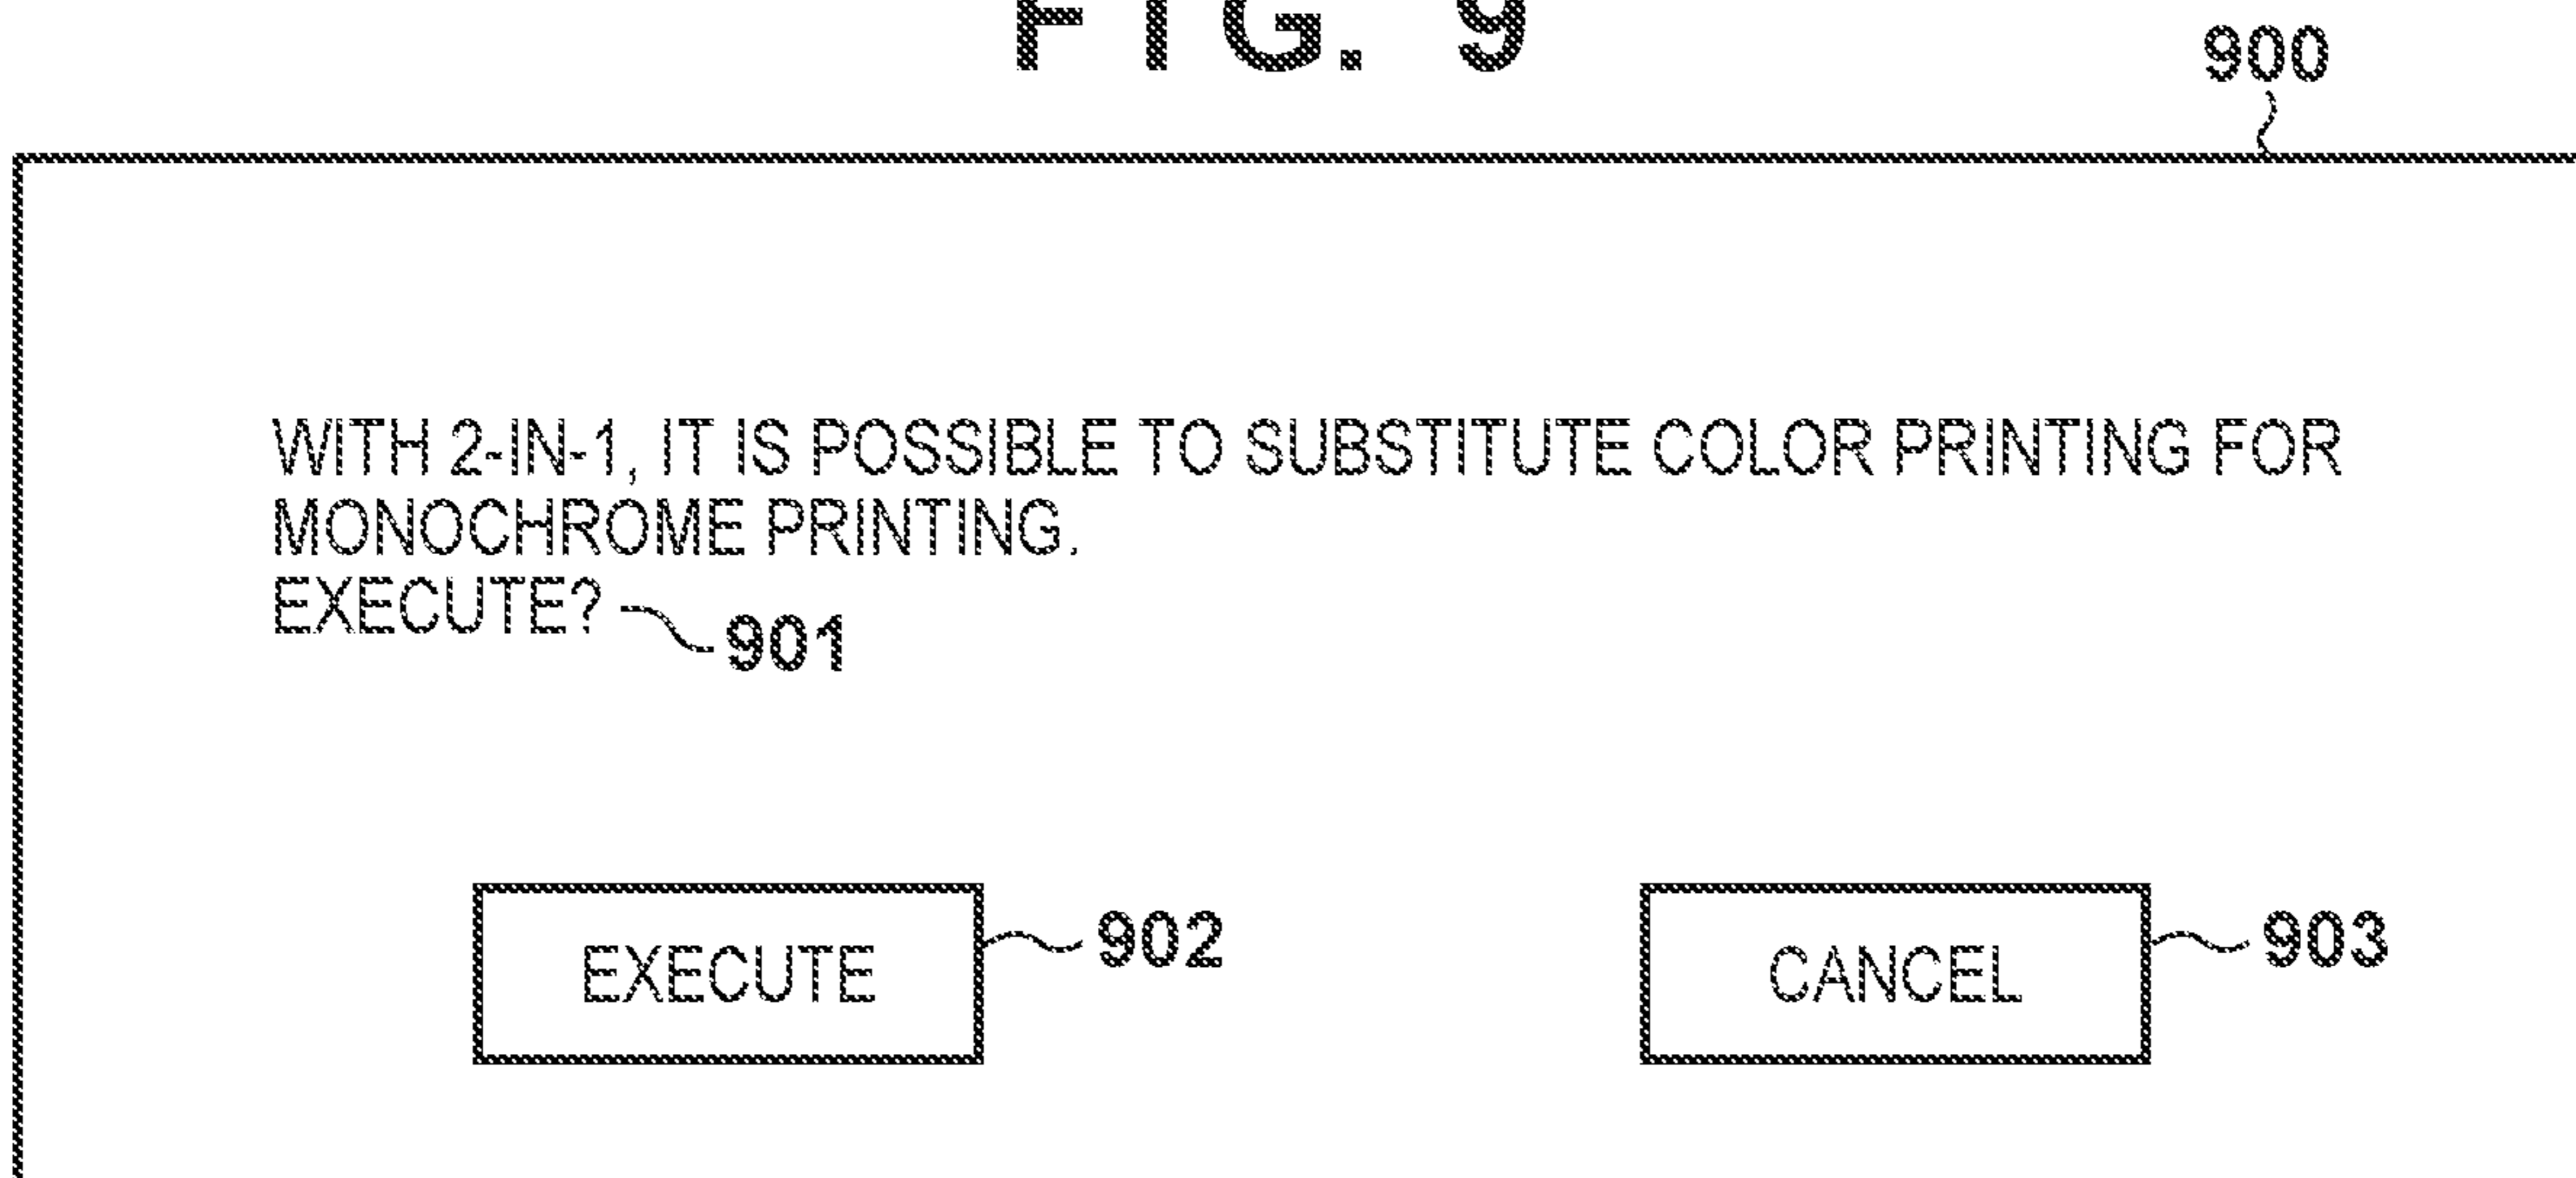 FIG. 9
900
WITH 2-IN-1, IT IS POSSIBLE TO SUBSTITUTE COLOR PRINTING FOR
MONOCHROME PRINTING.
EXECUTE?
901
EXECUTE
902
CANCEL
903